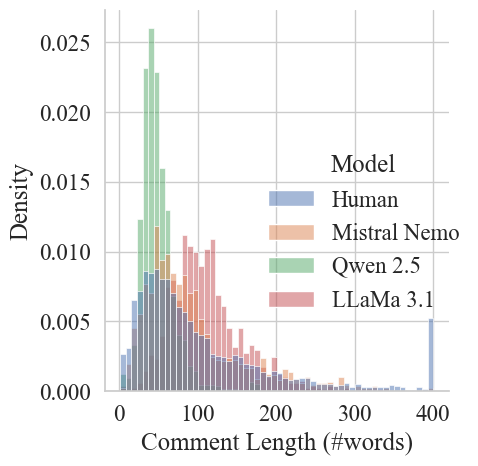 0.025
0.020
0.015
0.010
0.005
0.000
Density
Model
Human
Mistral Nemo
Qwen 2.5
LLaMa 3.1
0 100 200 300 400
Comment Length (#words)